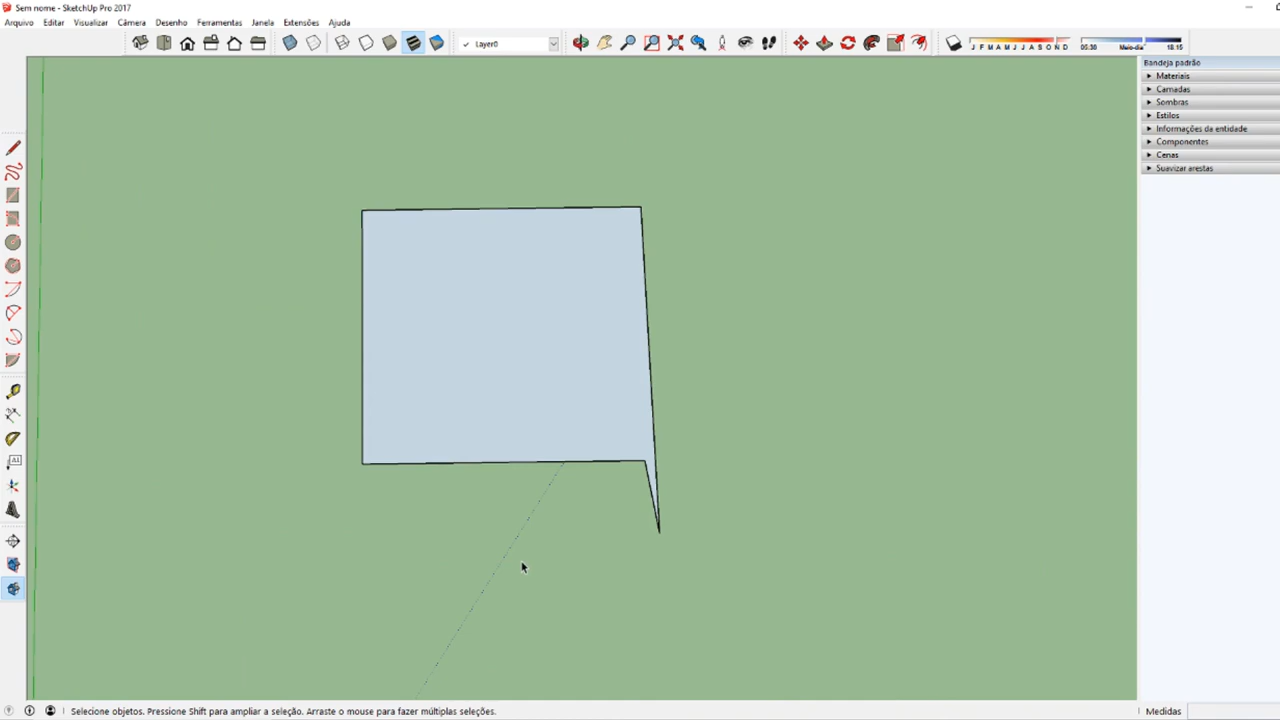 Sem nome - SketchUp Pro 2017
Arquivo Editar Visualizar Câmera Desenho Ferramentas Janela Extensões Ajuda
Layer0
J F M A M J J A S O N D
05:30 Meio-dia 18:15
Bandeja padrão
Materiais
Camadas
Sombras
Estilos
Informações da entidade
Componentes
Cenas
Suavizar arestas
A1
Selecione objetos. Pressione Shift para ampliar a seleção. Arraste o mouse para fazer múltiplas seleções.
Medidas